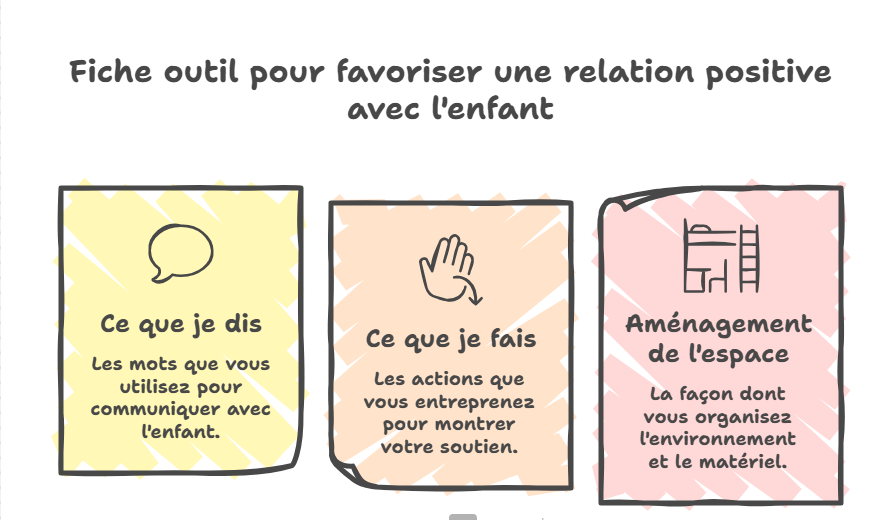 Fiche outil pour favoriser une relation positive
avec l'enfant
Ce que je dis
Les mots que vous
utilisez pour
communiquer avec
l'enfant.
Ce que je fais
Les actions que
vous entreprenez
pour montrer
votre soutien.
Aménagement
de l'espace
La façon dont
vous organisez
l'environnement
et le matériel.